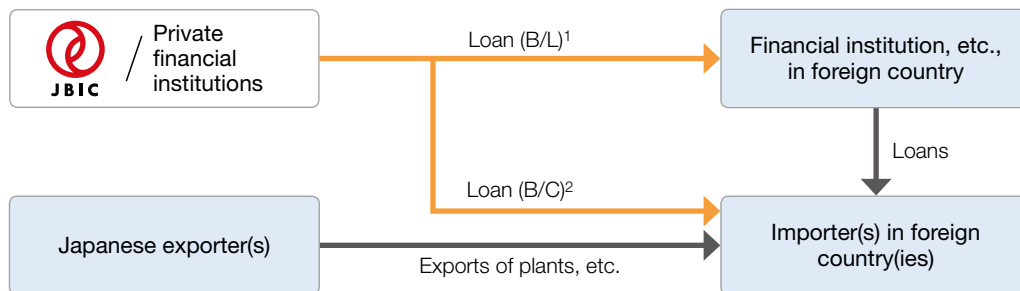 JBIC
/
Private
financial
institutions
Loan (B/L)¹
Financial institution, etc.,
in foreign country
Loans
Loan (B/C)²
Japanese exporter(s)
Exports of plants, etc.
Importer(s) in foreign
country(ies)